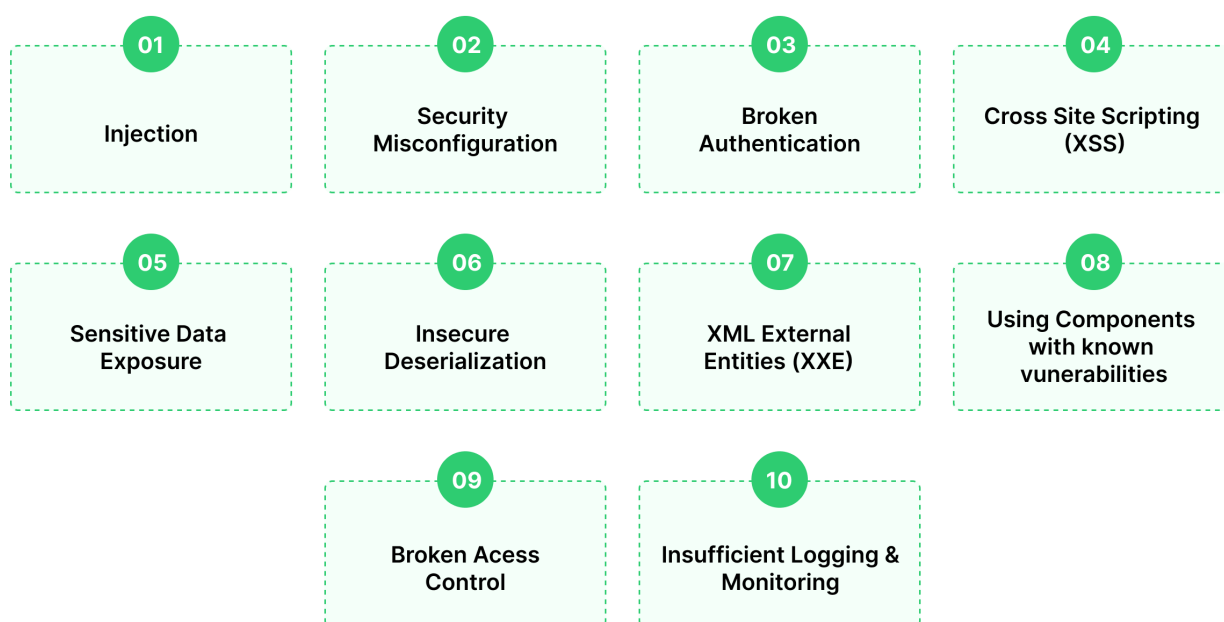 01
Injection
02
Security
Misconfiguration
03
Broken
Authentication
04
Cross Site Scripting
(XSS)
05
Sensitive Data
Exposure
06
Insecure
Deserialization
07
XML External
Entities (XXE)
08
Using Components
with known
vunerabilities
09
Broken Acess
Control
10
Insufficient Logging &
Monitoring